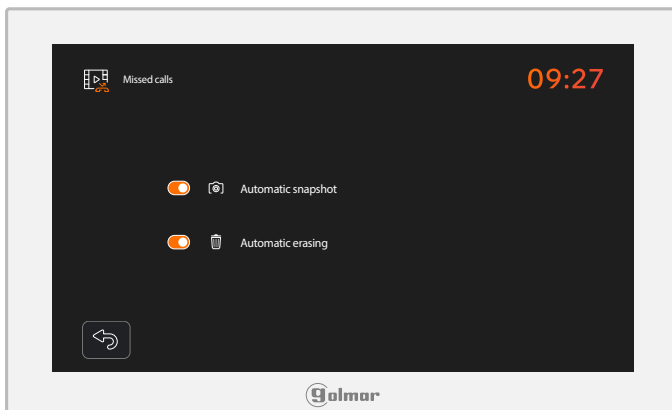 Missed calls
09:27
Automatic snapshot
Automatic erasing
golmar